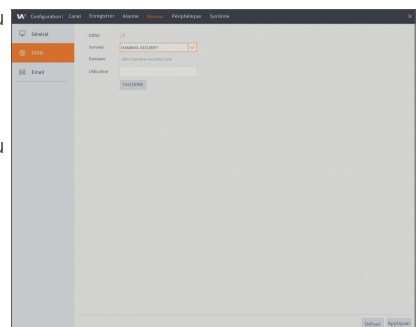 Configuration | Canal Enregistrer Alarme Réseau Périphérique Système
Général
DDNS
Email
DDNS
Serveur
Domaine
Utilisateur
Test DDNS
Défaut Appliquer